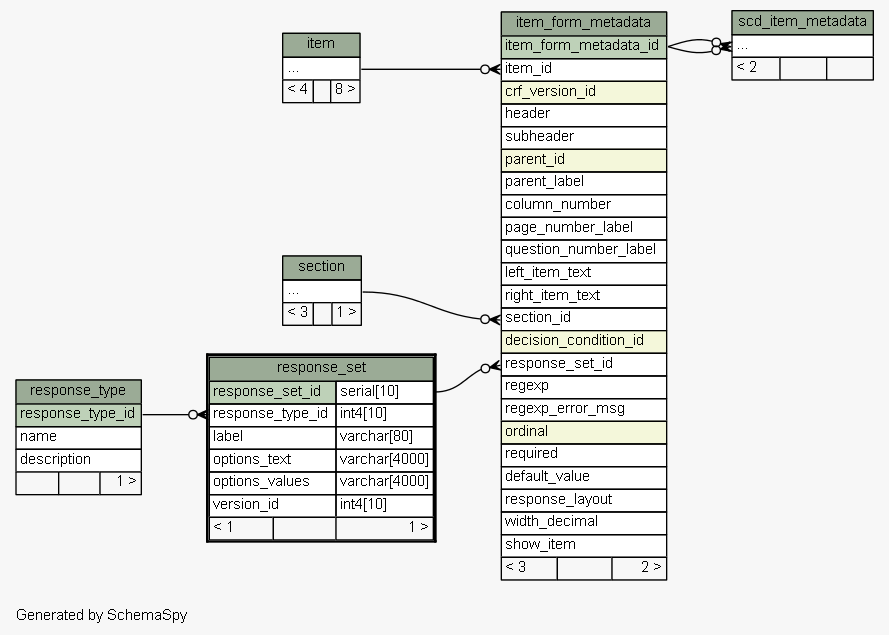 item
...
< 4 8 >
section
...
< 3 1 >
response_type
response_type_id
name
description
1 >
response_set
response_set_id serial[10]
response_type_id int4[10]
label varchar[80]
options_text varchar[4000]
options_values varchar[4000]
version_id int4[10]
< 1 1 >
item_form_metadata
item_form_metadata_id
item_id
crf_version_id
header
subheader
parent_id
parent_label
column_number
page_number_label
question_number_label
left_item_text
right_item_text
section_id
decision_condition_id
response_set_id
regexp
regexp_error_msg
ordinal
required
default_value
response_layout
width_decimal
show_item
< 3 2 >
scd_item_metadata
...
< 2
Generated by SchemaSpy